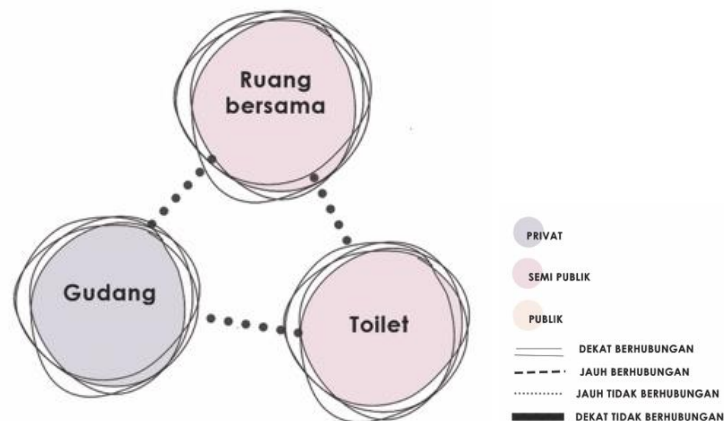 Ruang
bersama
Gudang
Toilet
PRIVAT
SEMI PUBLIK
PUBLIK
DEKAT BERHUBUNGAN
JAUH BERHUBUNGAN
JAUH TIDAK BERHUBUNGAN
DEKAT TIDAK BERHUBUNGAN